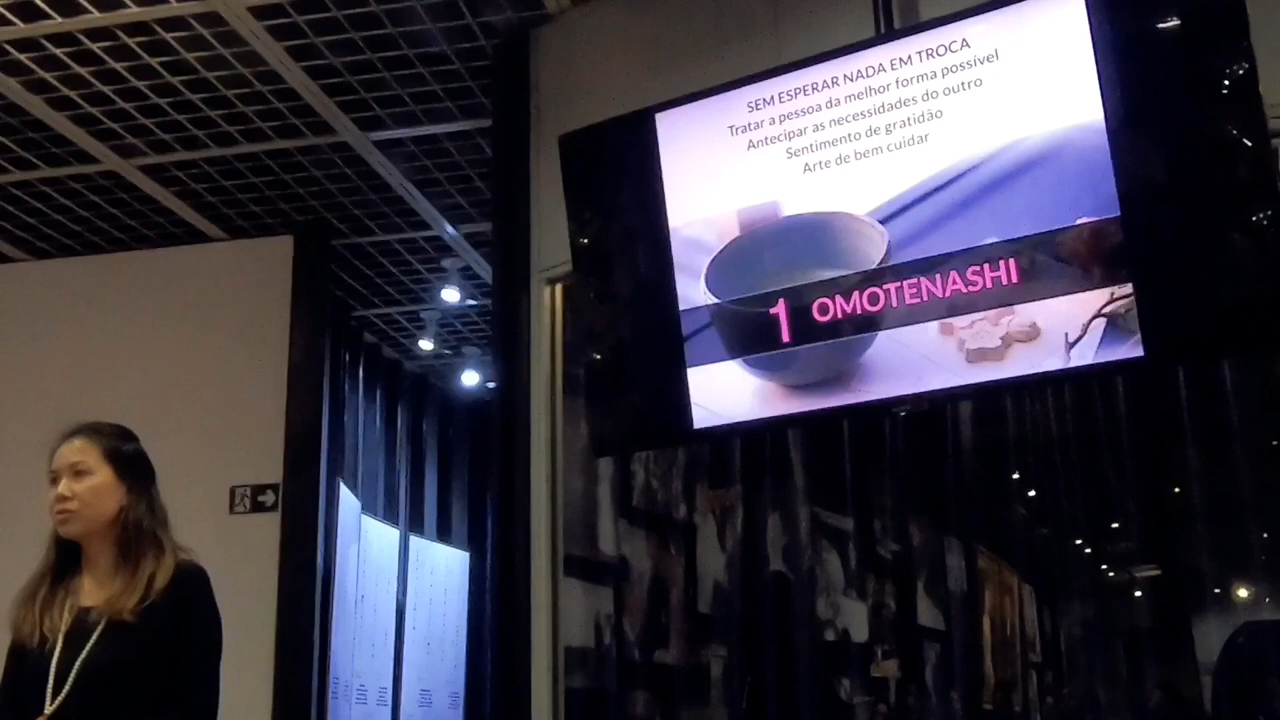 SEM ESPERAR NADA EM TROCA
Tratar a pessoa da melhor forma possível
Antecipar as necessidades do outro
Sentimento de gratidão
Arte de bem cuidar
1 OMOTENASHI